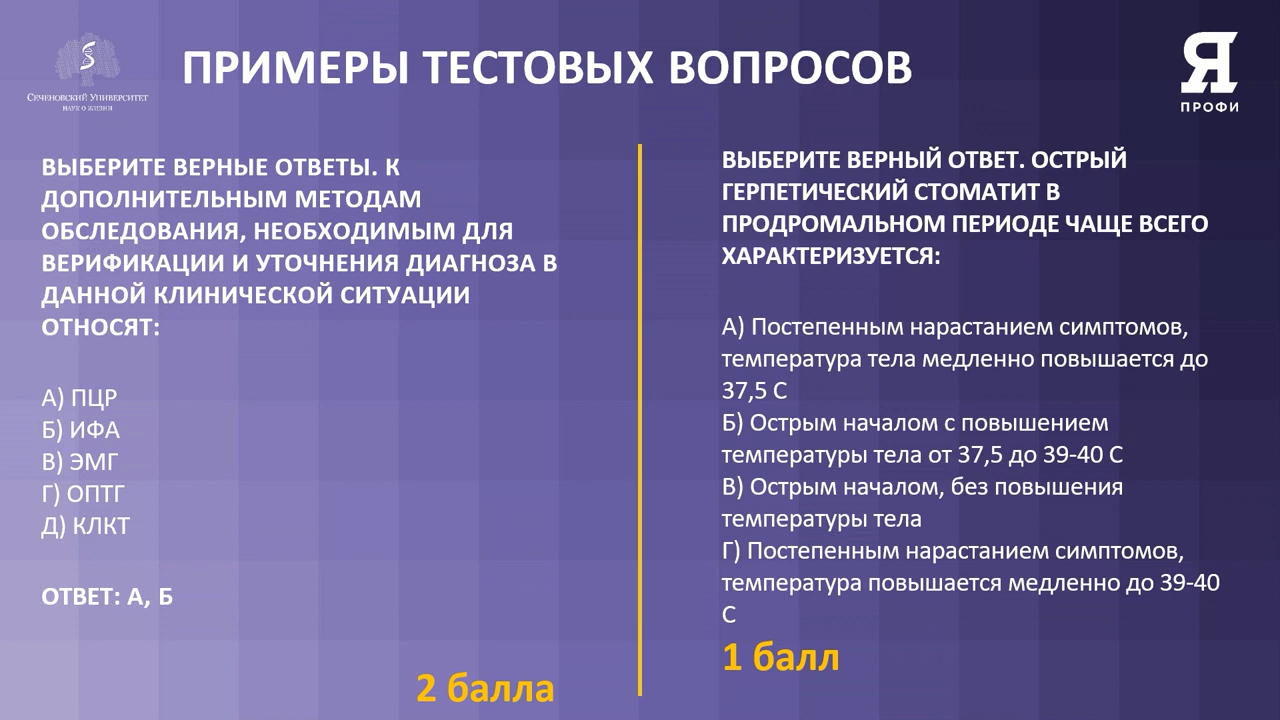 Сеченовский Университет
наук о жизни
ПРИМЕРЫ ТЕСТОВЫХ ВОПРОСОВ
Я
ПРОФИ
ВЫБЕРИТЕ ВЕРНЫЕ ОТВЕТЫ. К
ДОПОЛНИТЕЛЬНЫМ МЕТОДАМ
ОБСЛЕДОВАНИЯ, НЕОБХОДИМЫМ ДЛЯ
ВЕРИФИКАЦИИ И УТОЧНЕНИЯ ДИАГНОЗА В
ДАННОЙ КЛИНИЧЕСКОЙ СИТУАЦИИ
ОТНОСЯТ:
А) ПЦР
Б) ИФА
В) ЭМГ
Г) ОПТГ
Д) КЛКТ
ОТВЕТ: А, Б
2 балла
ВЫБЕРИТЕ ВЕРНЫЙ ОТВЕТ. ОСТРЫЙ
ГЕРПЕТИЧЕСКИЙ СТОМАТИТ В
ПРОДРОМАЛЬНОМ ПЕРИОДЕ ЧАЩЕ ВСЕГО
ХАРАКТЕРИЗУЕТСЯ:
А) Постепенным нарастанием симптомов,
температура тела медленно повышается до
37,5 С
Б) Острым началом с повышением
температуры тела от 37,5 до 39-40 С
В) Острым началом, без повышения
температуры тела
Г) Постепенным нарастанием симптомов,
температура повышается медленно до 39-40
С
1 балл